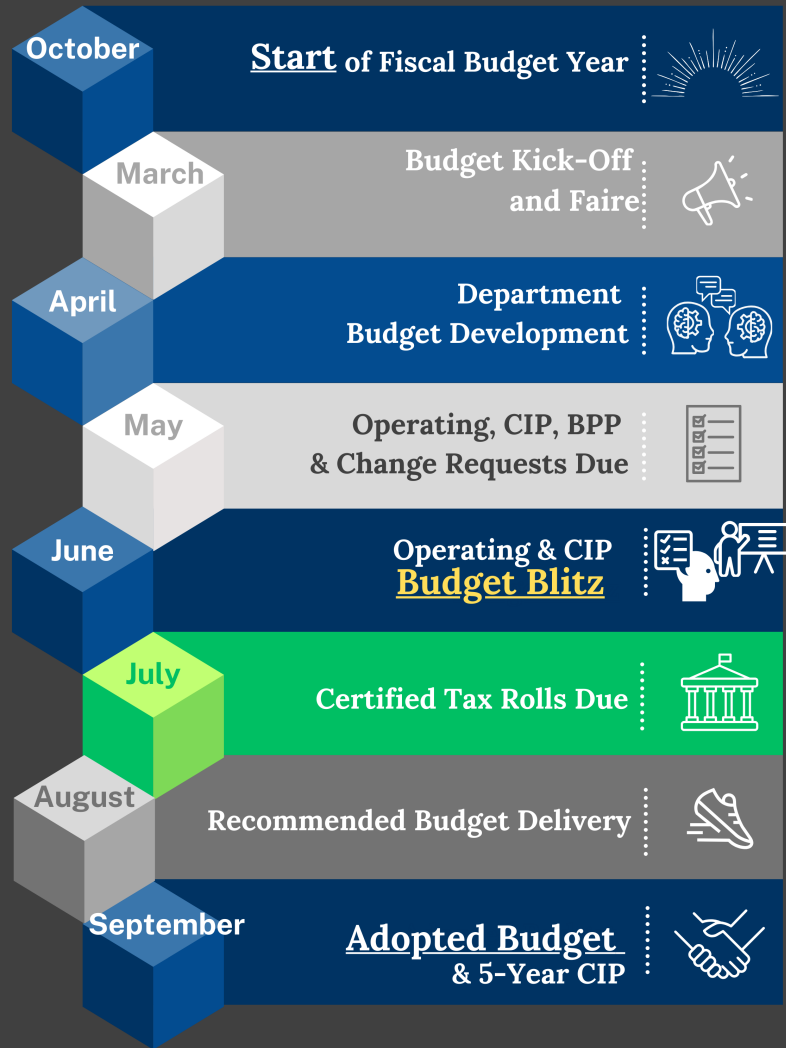 October
Start of Fiscal Budget Year
March
Budget Kick-Off
and Faire
April
Department
Budget Development
May
Operating, CIP, BPP
& Change Requests Due
June
Operating & CIP
Budget Blitz
July
Certified Tax Rolls Due
August
Recommended Budget Delivery
September
Adopted Budget
& 5-Year CIP